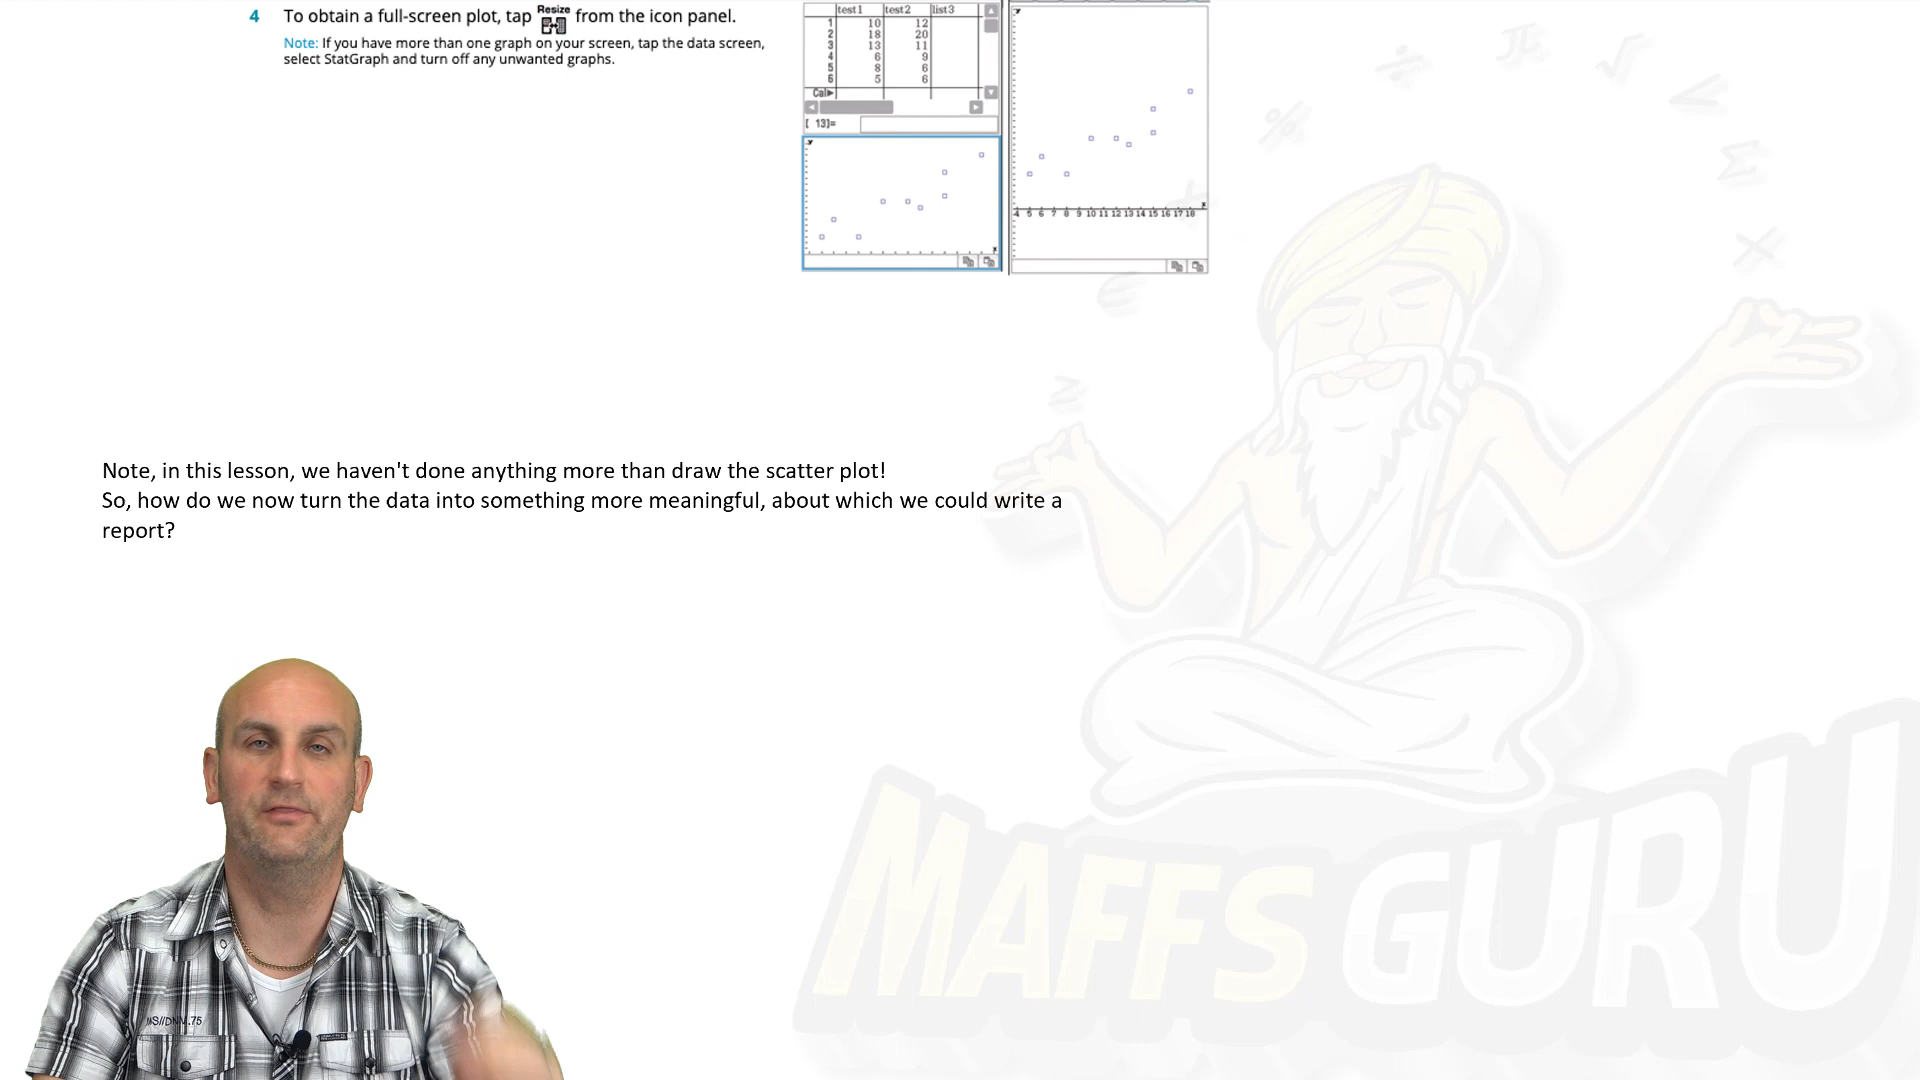 4 To obtain a full-screen plot, tap Resize from the icon panel.
Note: If you have more than one graph on your screen, tap the data screen,
select StatGraph and turn off any unwanted graphs.
test1 test2 list3
1 10 12
2 18 20
3 13 11
4 6 9
5 8 6
6 5 6
Cal▶
[ 13]=
y
x
y
4 5 6 7 8 9 10 11 12 13 14 15 16 17 18
x
% ÷ π √ < Σ × + € Z
Note, in this lesson, we haven't done anything more than draw the scatter plot!
So, how do we now turn the data into something more meaningful, about which we could write a
report?
MAFFS GURU